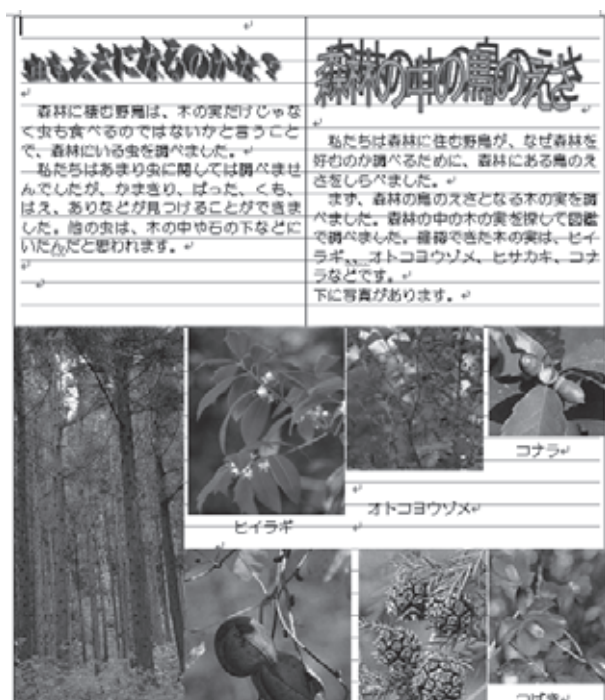 虫もえさになるのかな？
森林に棲む野鳥は、木の実だけじゃな
く虫も食べるのではないかと言うこと
で、森林にいる虫を調べました。
私たちはあまり虫に関しては調べませ
んでしたが、かまきり、ばった、くも、
はえ、ありなどが見つけることができま
した。他の虫は、木の中や石の下などに
いたんだと思われます。
森林の中の鳥のえさ
私たちは森林に住む野鳥が、なぜ森林を
好むのか調べるために、森林にある鳥のえ
さをしらべました。
まず、森林の鳥のえさとなる木の実を調
べました。森林の中の木の実を探して図鑑
で調べました。確認できた木の実は、ヒイ
ラギ、、オトコヨウゾメ、ヒサカキ、コナ
ラなどです。
下に写真があります。
コナラ
オトコヨウゾメ
ヒイラギ
つばき